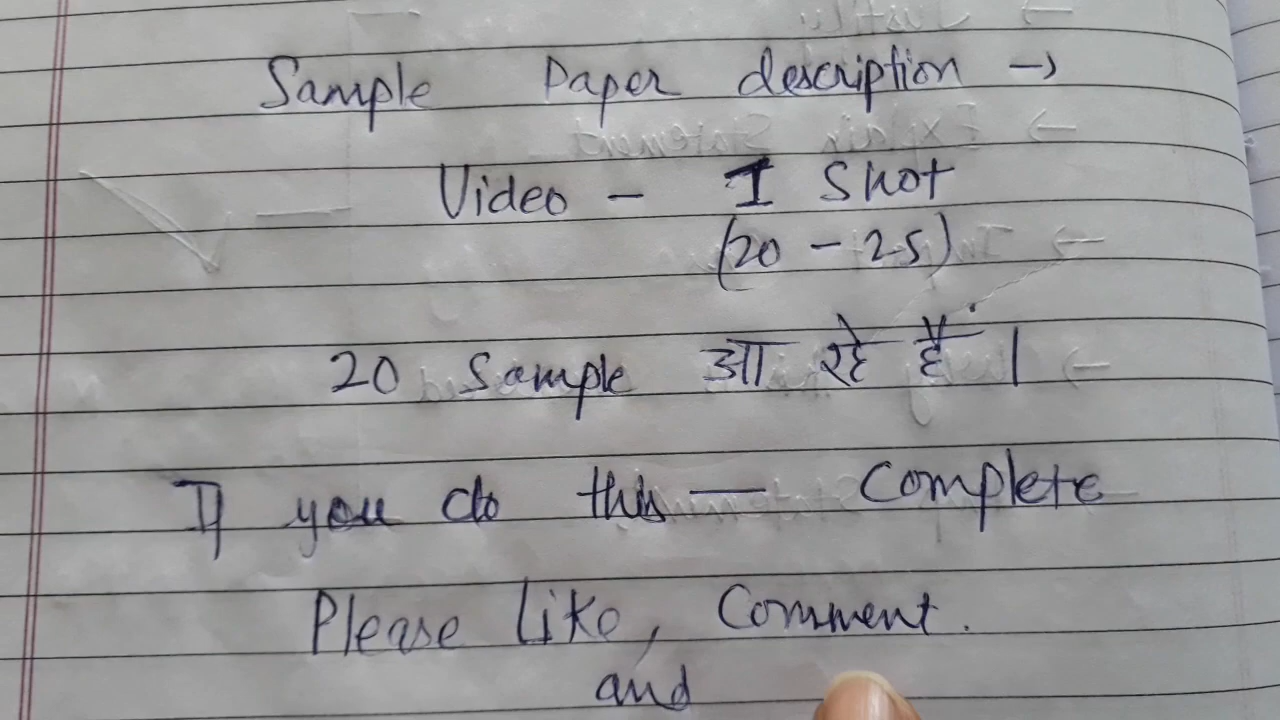 Sample Paper description →
Video - 1 Shot
(20 - 25)
20 Sample आ रहे हैं।
If you do this — Complete
Please Like, Comment.
and